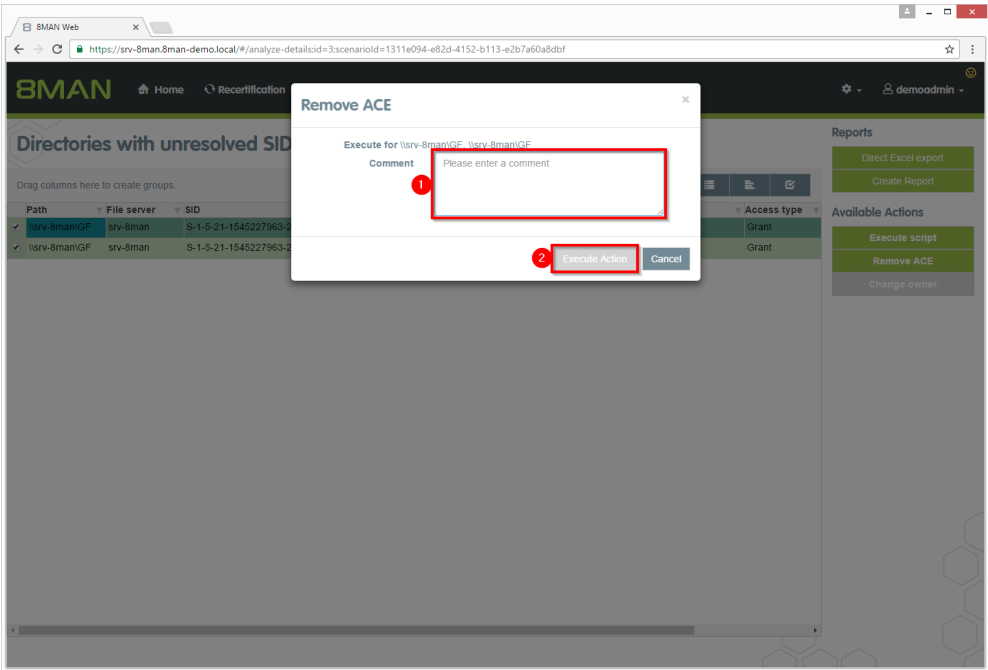 8MAN Web
https://srv-8man.8man-demo.local/#/analyze-details:id=3:scenarioId=1311e094-e82d-4152-b113-e2b7a60a8dbf
8MAN Home Recertification demoadmin
Remove ACE
Execute for \\srv-8man\GF, \\srv-8man\GF
Comment Please enter a comment
1
2 Execute Action Cancel
Directories with unresolved SID
Drag columns here to create groups.
Path File server SID Access type
\\srv-8man\GF srv-8man S-1-5-21-1545227963-2 Grant
\\srv-8man\GF srv-8man S-1-5-21-1545227963-2 Grant
Reports
Direct Excel export
Create Report
Available Actions
Execute script
Remove ACE
Change owner